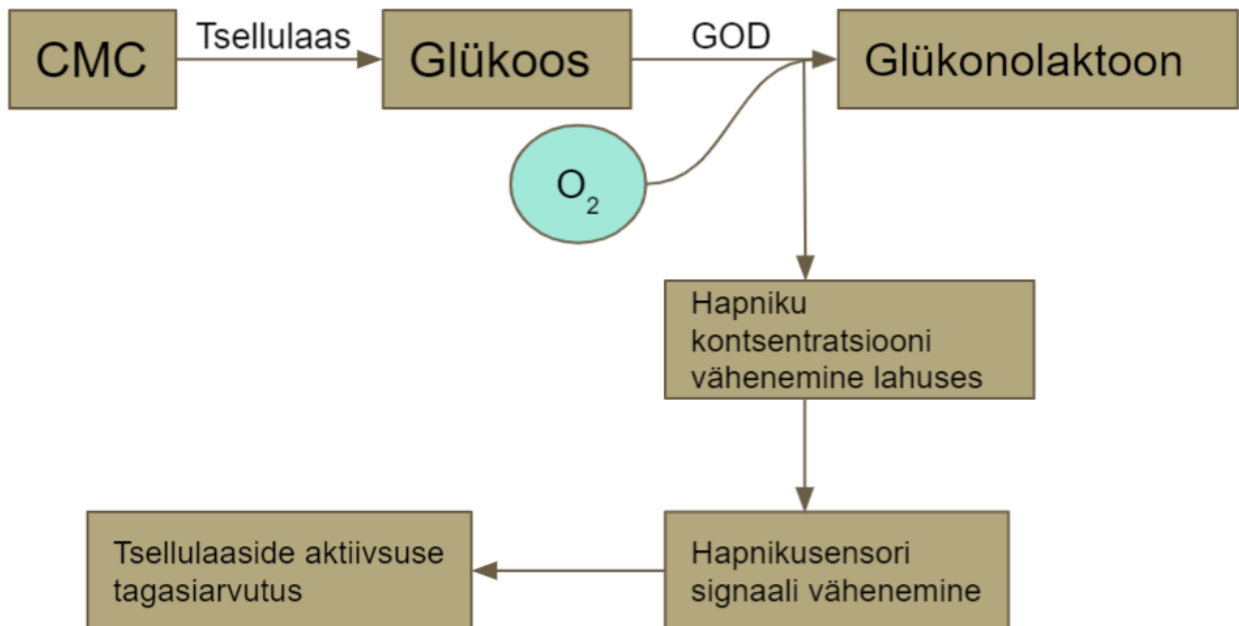 CMC
Tsellulaas
Glükoos
GOD
Glükonolaktoon
O₂
Hapniku
kontsentratsiooni
vähenemine lahuses
Hapnikusensori
signaali vähenemine
Tsellulaaside aktiivsuse
tagasiarvutus